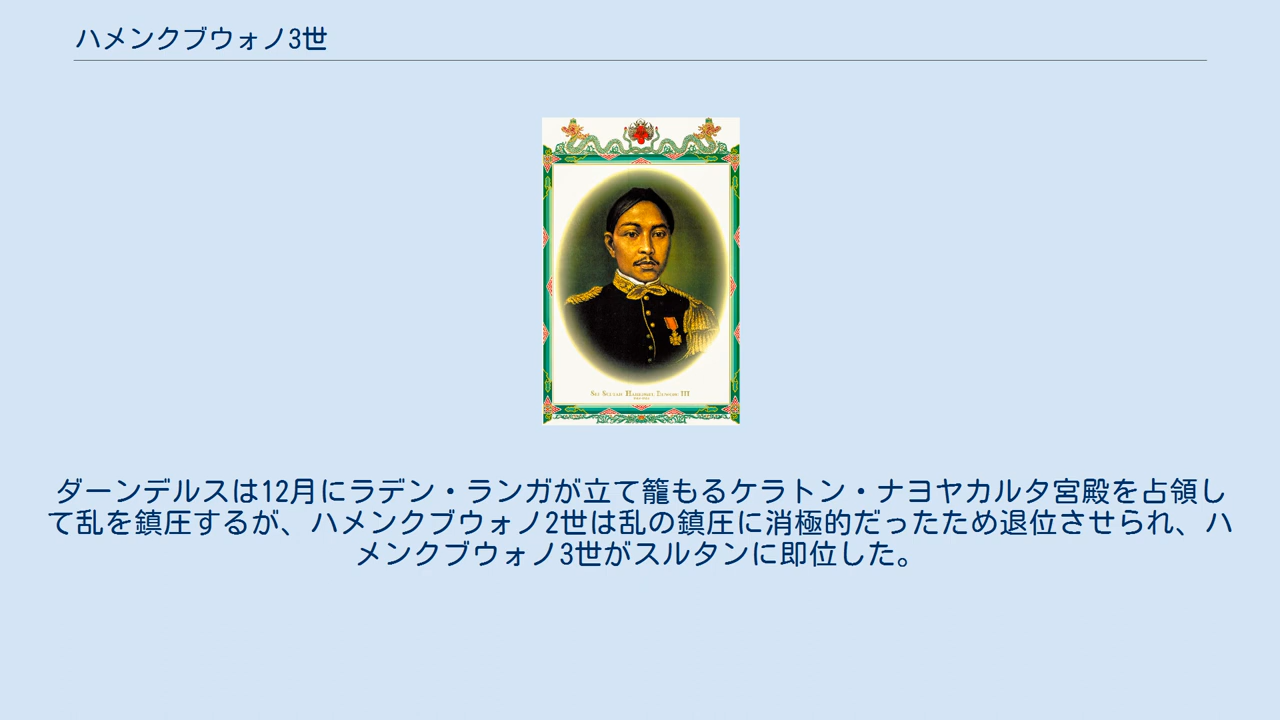 ハメンクブウォノ3世
Sri Sultan Hamengku Buwono III
ダーンデルスは12月にラデン・ランガが立て籠もるケラトン・ナヨヤカルタ宮殿を占領し
て乱を鎮圧するが、ハメンクブウォノ2世は乱の鎮圧に消極的だったため退位させられ、ハ
メンクブウォノ3世がスルタンに即位した。